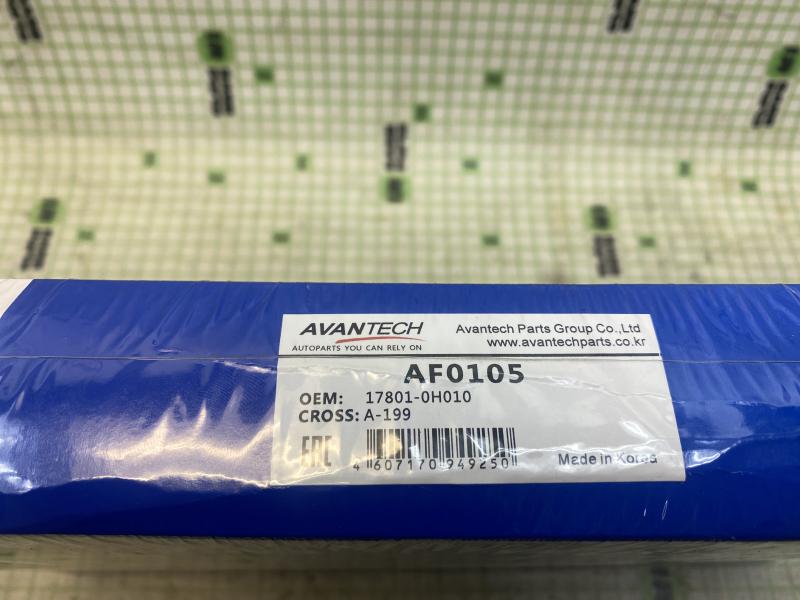 AVANTECH
AUTOPARTS YOU CAN RELY ON
Avantech Parts Group Co.,Ltd
www.avantechparts.co.kr
AF0105
OEM: 17801-0H010
CROSS: A-199
EAC
4 607170 949250
Made in Korea